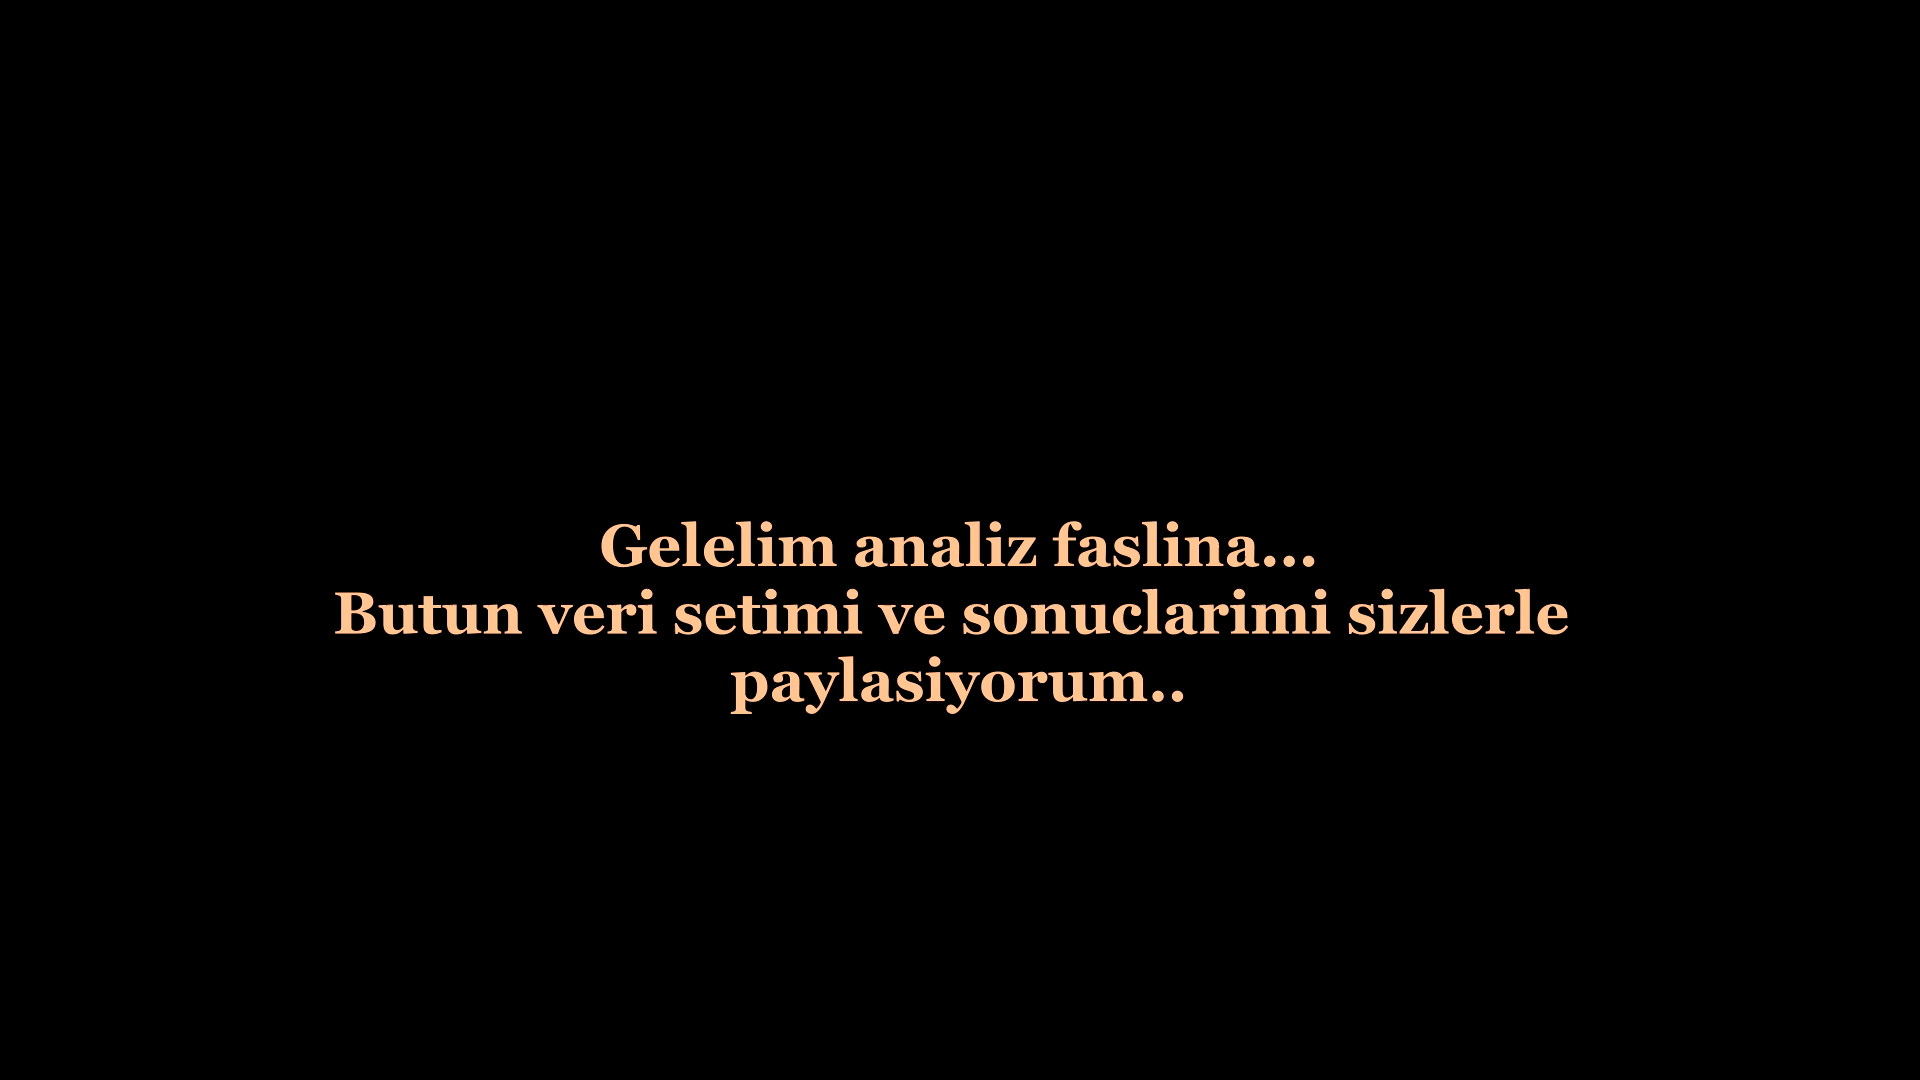 Gelelim analiz faslina...
Butun veri setimi ve sonuclarimi sizlerle
paylasiyorum..